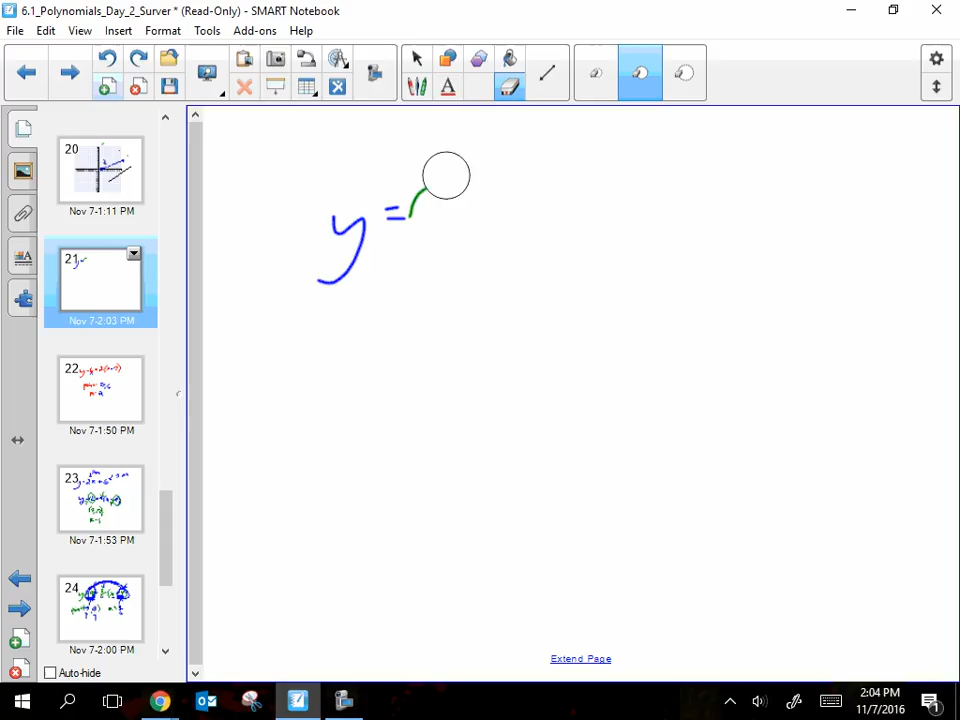 6.1_Polynomials_Day_2_Surver * (Read-Only) - SMART Notebook
File Edit View Insert Format Tools Add-ons Help
20
Nov 7-1:11 PM
21
y
Nov 7-2:03 PM
22
Nov 7-1:50 PM
23
Nov 7-1:53 PM
24
Nov 7-2:00 PM
Auto-hide
y =
Extend Page
2:04 PM
11/7/2016
1